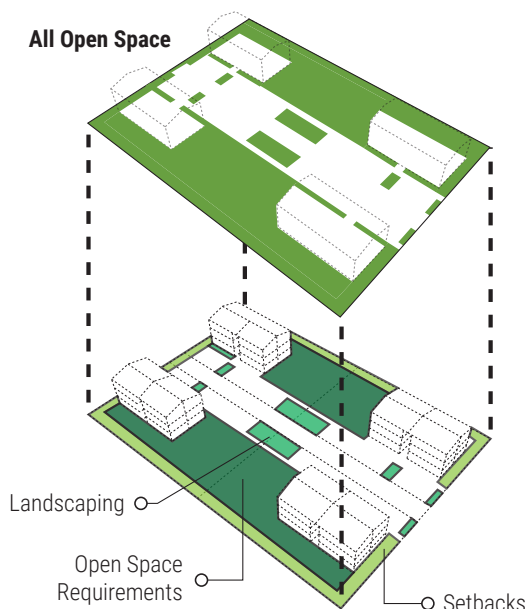 All Open Space
Landscaping
Open Space
Requirements
Setbacks